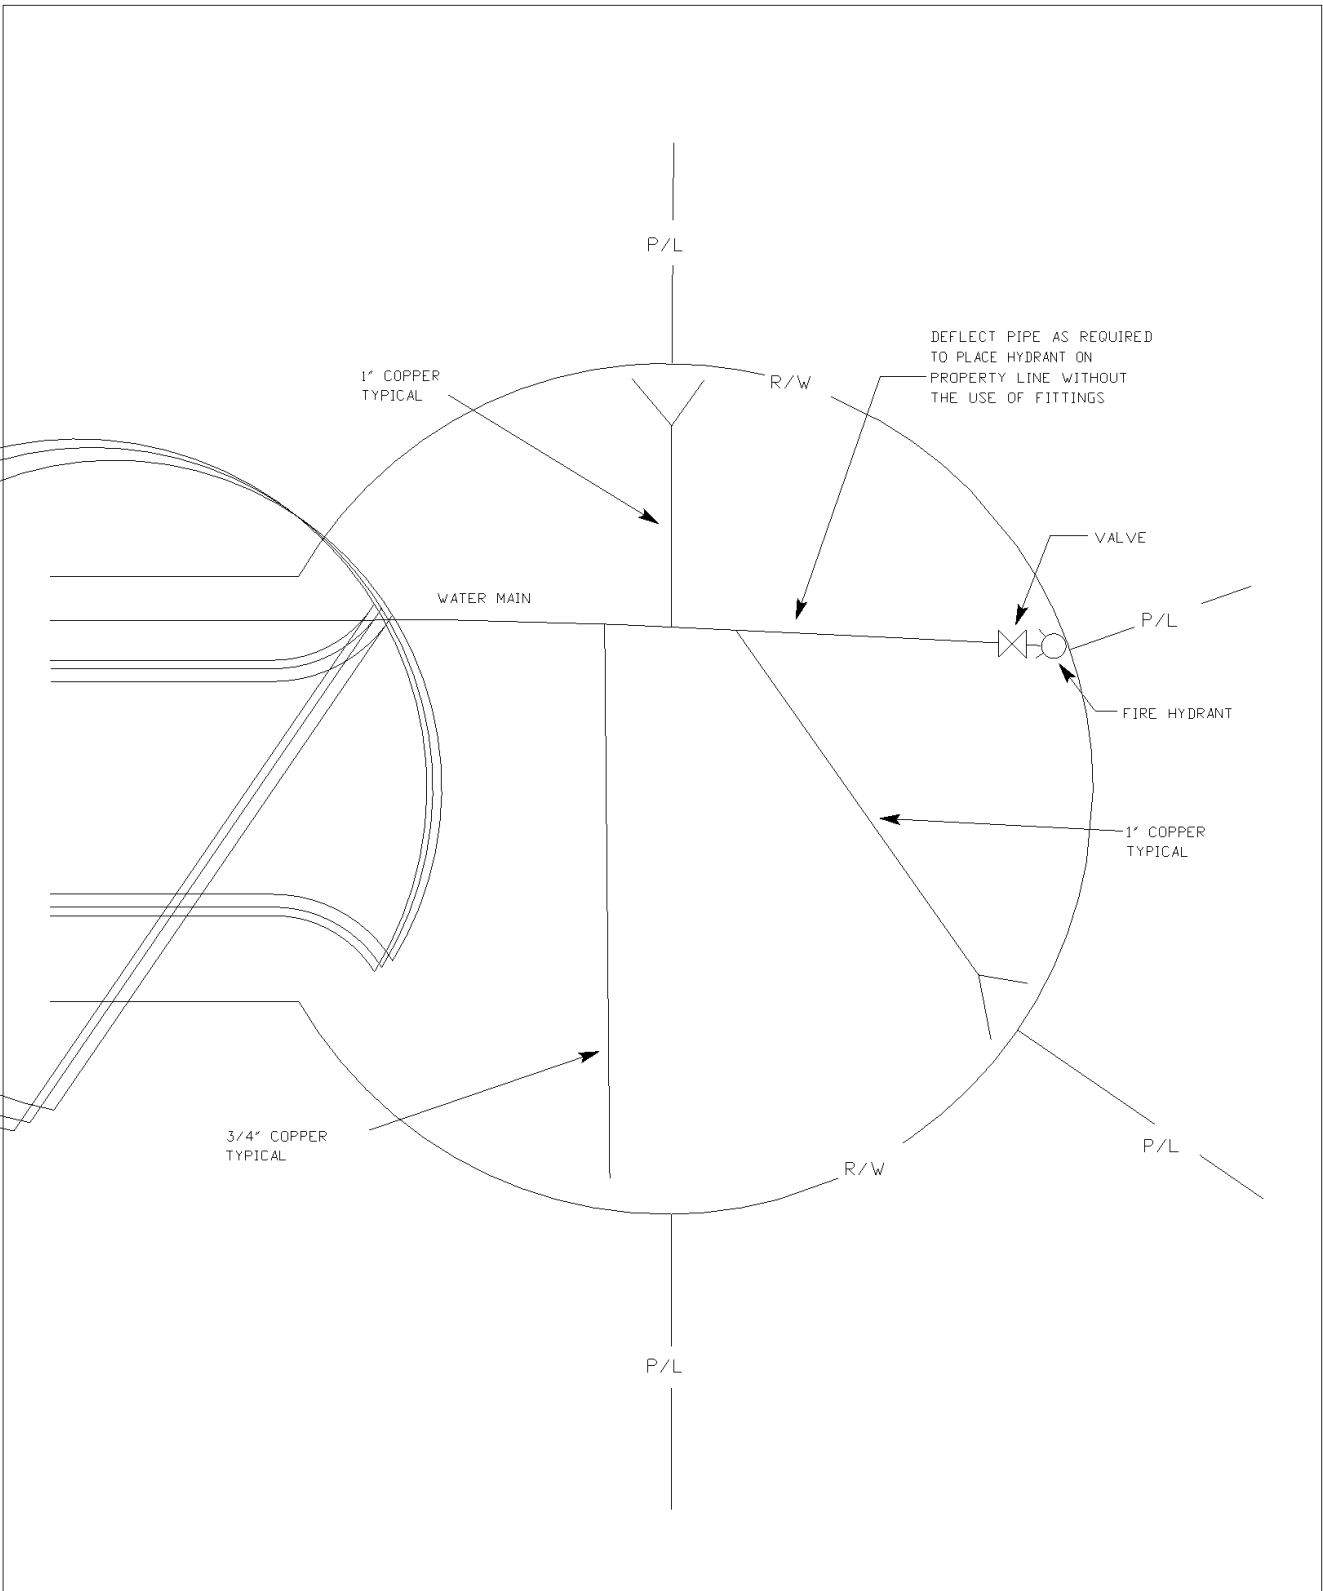 P/L
DEFLECT PIPE AS REQUIRED
TO PLACE HYDRANT ON
PROPERTY LINE WITHOUT
THE USE OF FITTINGS
1″ COPPER
TYPICAL
R/W
VALVE
WATER MAIN
P/L
FIRE HYDRANT
1″ COPPER
TYPICAL
3/4″ COPPER
TYPICAL
P/L
R/W
P/L